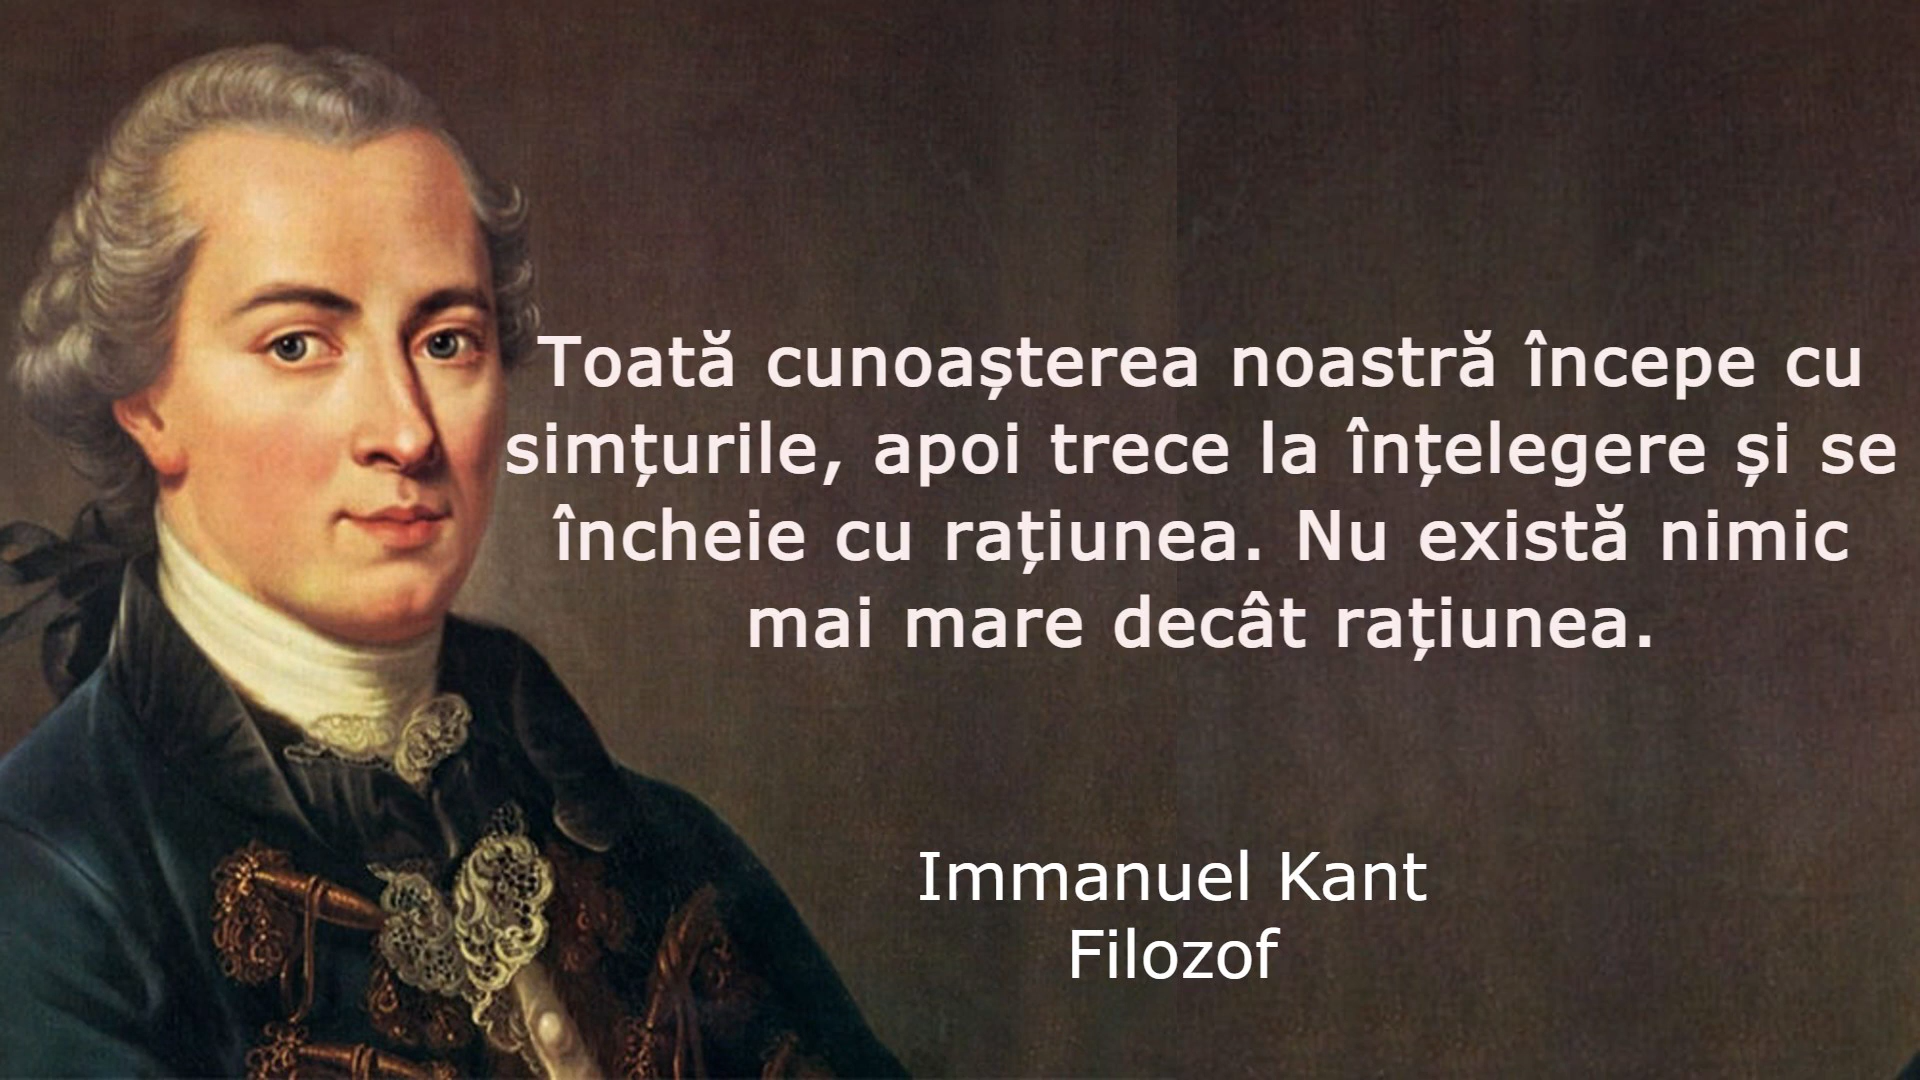 Toată cunoașterea noastră începe cu
simțurile, apoi trece la înțelegere și se
încheie cu rațiunea. Nu există nimic
mai mare decât rațiunea.
Immanuel Kant
Filozof